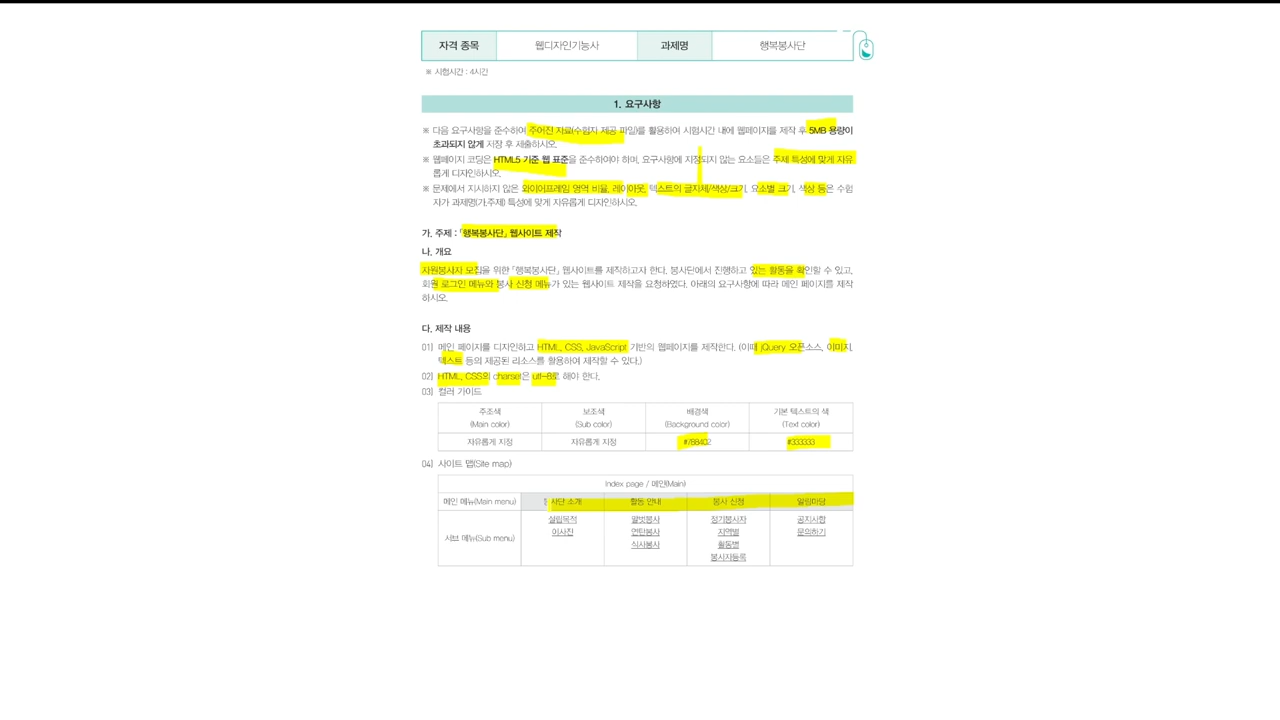 자격 종목 웹디자인기능사 과제명 행복봉사단
※ 시험시간 : 4시간
1. 요구사항
※ 다음 요구사항을 준수하여 주어진 자료(수험자 제공 파일)를 활용하여 시험시간 내에 웹페이지를 제작 후 5MB 용량이
초과되지 않게 저장 후 제출하시오.
※ 웹페이지 코딩은 HTML5 기준 웹 표준을 준수하여야 하며, 요구사항에 지정되지 않는 요소들은 주제 특성에 맞게 자유
롭게 디자인하시오.
※ 문제에서 지시하지 않은 와이어프레임 영역 비율, 레이아웃, 텍스트의 글자체/색상/크기, 요소별 크기, 색상 등은 수험
자가 과제명(가.주제) 특성에 맞게 자유롭게 디자인하시오.
가. 주제 : 「행복봉사단」 웹사이트 제작
나. 개요
자원봉사자 모집을 위한 「행복봉사단」 웹사이트를 제작하고자 한다. 봉사단에서 진행하고 있는 활동을 확인할 수 있고,
회원 로그인 메뉴와 봉사 신청 메뉴가 있는 웹사이트 제작을 요청하였다. 아래의 요구사항에 따라 메인 페이지를 제작
하시오.
다. 제작 내용
01) 메인 페이지를 디자인하고 HTML, CSS, JavaScript 기반의 웹페이지를 제작한다. (이때 jQuery 오픈소스, 이미지,
텍스트 등의 제공된 리소스를 활용하여 제작할 수 있다.)
02) HTML, CSS의 charset은 utf-8로 해야 한다.
03) 컬러 가이드
주조색 보조색 배경색 기본 텍스트의 색
(Main color) (Sub color) (Background color) (Text color)
자유롭게 지정 자유롭게 지정 #788402 #333333
04) 사이트 맵(Site map)
Index page / 메인(Main)
메인 메뉴(Main menu) 봉사단 소개 활동 안내 봉사 신청 알림마당
서브 메뉴(Sub menu) 설립목적 팔벗봉사 정기봉사자 공지사항
이사진 연탄봉사 지역별 문의하기
식사봉사 활동별
봉사자등록